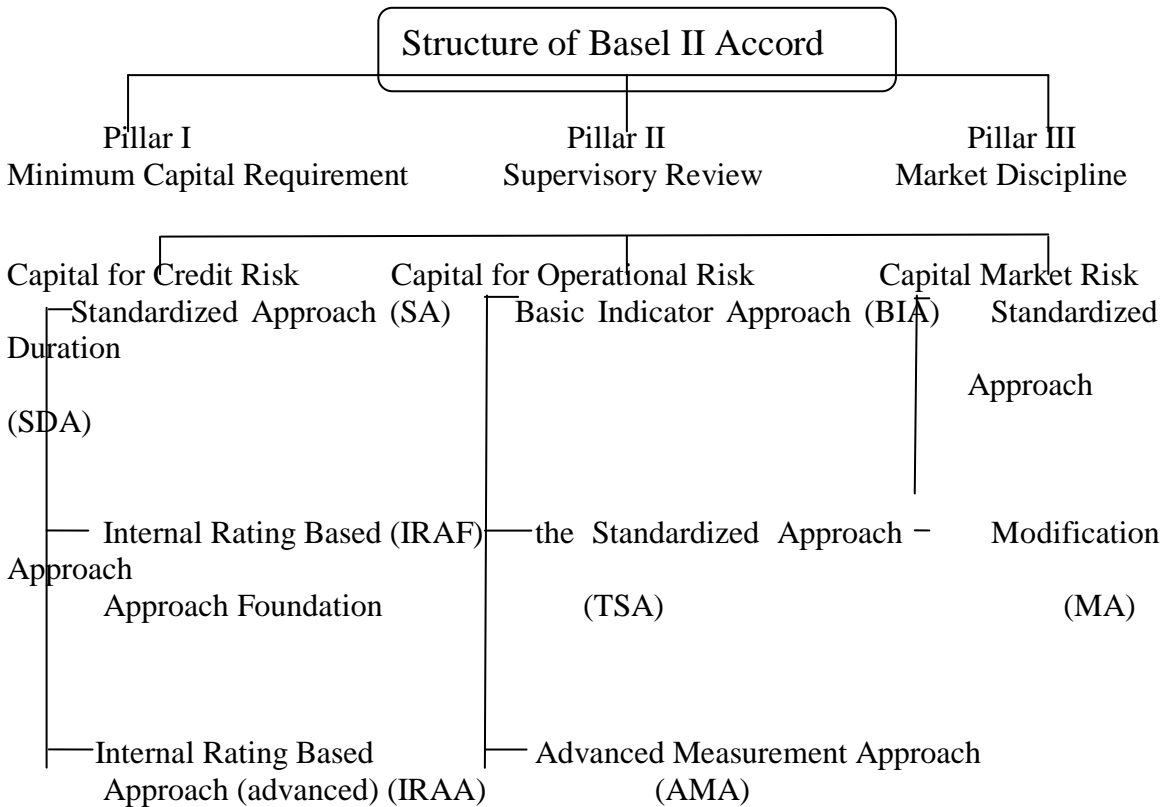 Structure of Basel II Accord
Pillar I Pillar II Pillar III
Minimum Capital Requirement Supervisory Review Market Discipline
Capital for Credit Risk Capital for Operational Risk Capital Market Risk
Standardized Approach (SA) Basic Indicator Approach (BIA) Standardized
Duration
Approach
(SDA)
Internal Rating Based (IRAF) the Standardized Approach Modification
Approach
Approach Foundation (TSA) (MA)
Internal Rating Based Advanced Measurement Approach
Approach (advanced) (IRAA) (AMA)